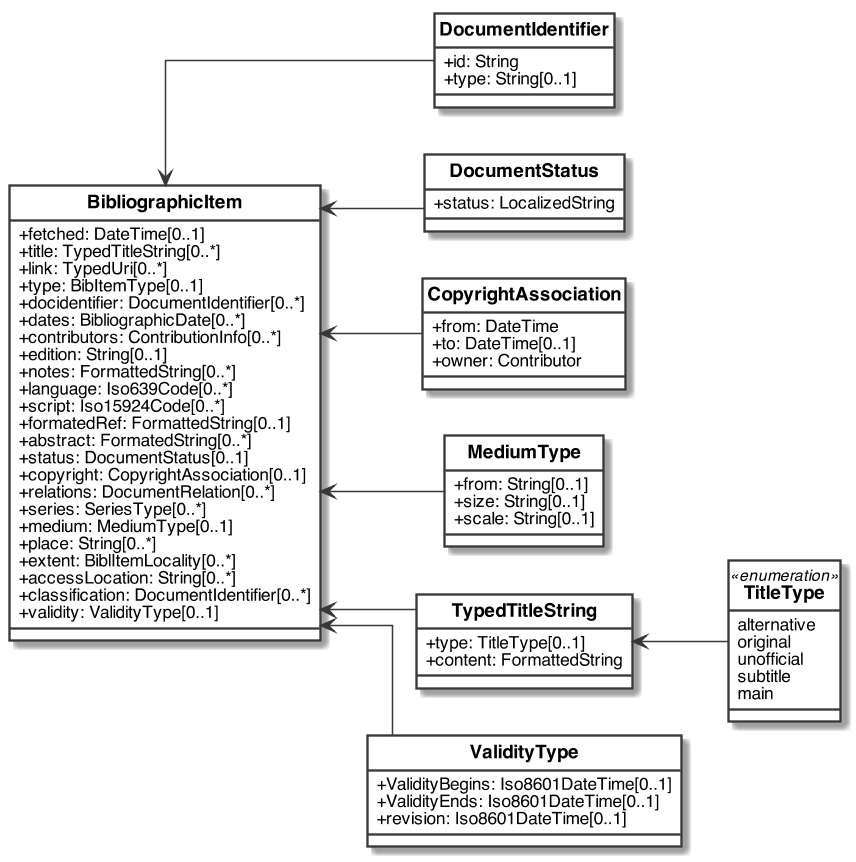 DocumentIdentifier
+id: String
+type: String[0..1]
DocumentStatus
+status: LocalizedString
BibliographicItem
+fetched: DateTime[0..1]
+title: TypedTitleString[0..*]
+link: TypedUri[0..*]
+type: BibItemType[0..1]
+docidentifier: DocumentIdentifier[0..*]
+dates: BibliographicDate[0..*]
+contributors: ContributionInfo[0..*]
+edition: String[0..1]
+notes: FormattedString[0..*]
+language: Iso639Code[0..*]
+script: Iso15924Code[0..*]
+formatedRef: FormattedString[0..1]
+abstract: FormatedString[0..*]
+status: DocumentStatus[0..1]
+copyright: CopyrightAssociation[0..1]
+relations: DocumentRelation[0..*]
+series: SeriesType[0..*]
+medium: MediumType[0..1]
+place: String[0..*]
+extent: BiblItemLocality[0..*]
+accessLocation: String[0..*]
+classification: DocumentIdentifier[0..*]
+validity: ValidityType[0..1]
CopyrightAssociation
+from: DateTime
+to: DateTime[0..1]
+owner: Contributor
MediumType
+from: String[0..1]
+size: String[0..1]
+scale: String[0..1]
TypedTitleString
+type: TitleType[0..1]
+content: FormattedString
«enumeration»
TitleType
alternative
original
unofficial
subtitle
main
ValidityType
+ValidityBegins: Iso8601DateTime[0..1]
+ValidityEnds: Iso8601DateTime[0..1]
+revision: Iso8601DateTime[0..1]